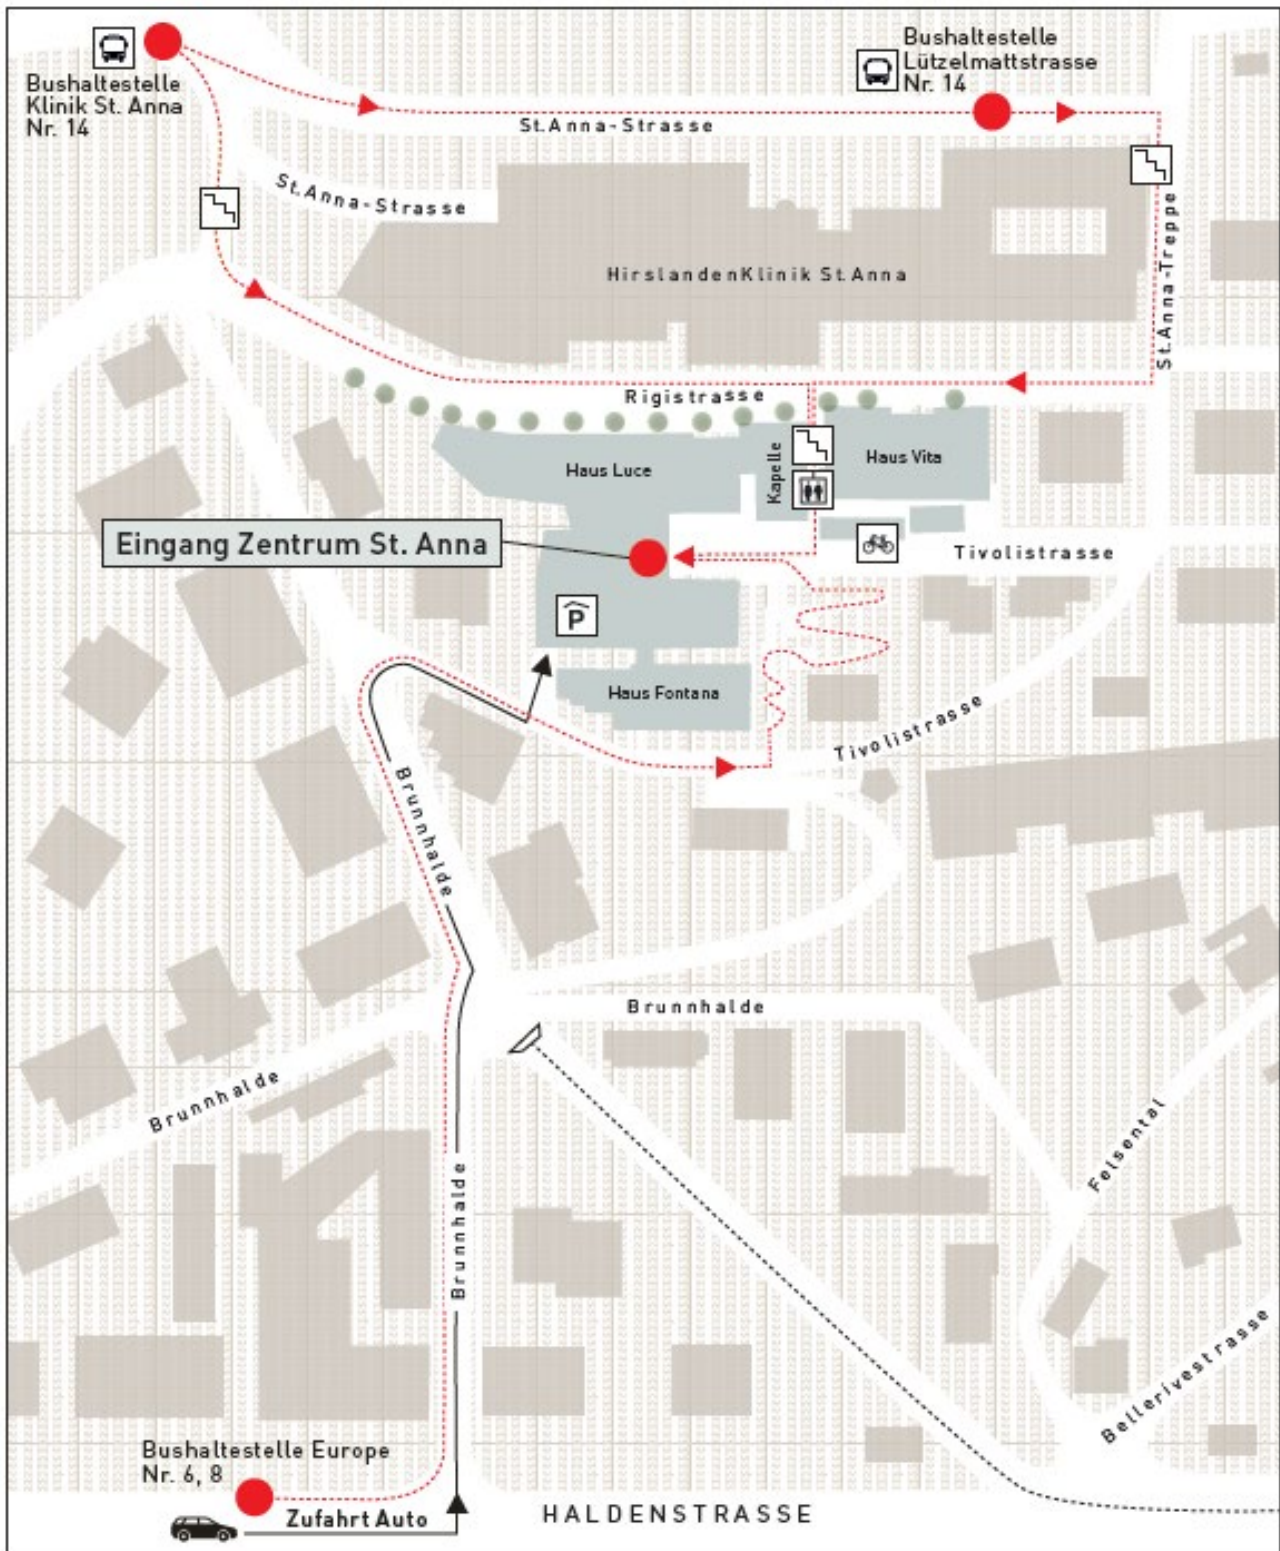 Bushaltestelle
Klinik St. Anna
Nr. 14
Bushaltestelle
Lützelmattstrasse
Nr. 14
St.Anna-Strasse
St.Anna-Strasse
St.Anna-Treppe
HirslandenKlinik St.Anna
Rigistrasse
Haus Luce
Kapelle
Haus Vita
Eingang Zentrum St. Anna
Tivolistrasse
P
Haus Fontana
Tivolistrasse
Brunnhalde
Brunnhalde
Brunnhalde
Felsental
Brunnhalde
Bellerivestrasse
Bushaltestelle Europe
Nr. 6, 8
Zufahrt Auto
HALDENSTRASSE